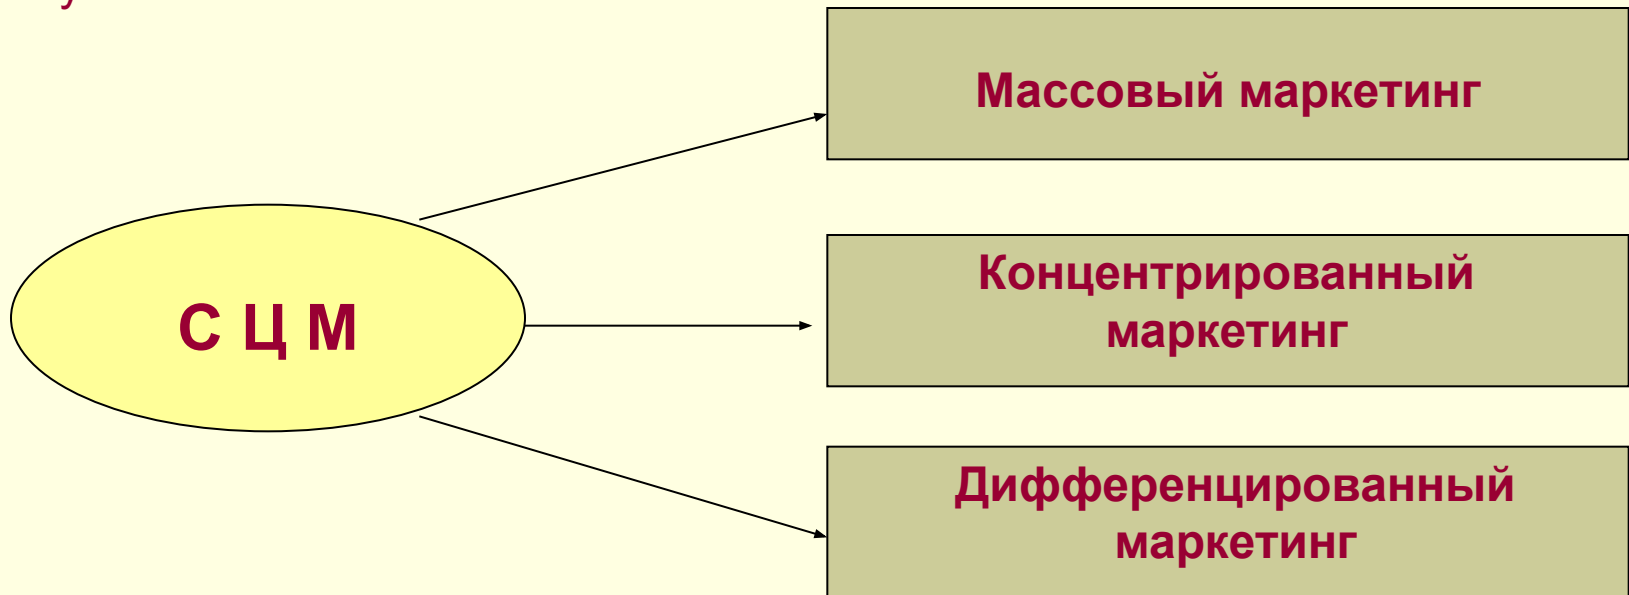 С Ц М
Массовый маркетинг
Концентрированный
маркетинг
Дифференцированный
маркетинг